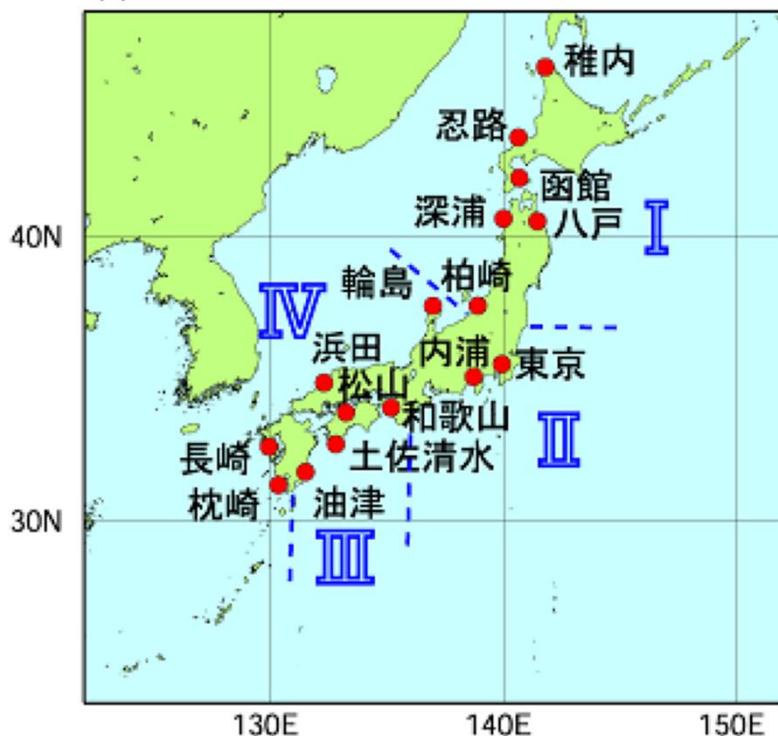 稚内
忍路
函館
深浦
八戸
I
40N
柏崎
輪島
IV
浜田
内浦
東京
松山
和歌山
II
長崎
土佐清水
枕崎
油津
30N
III
130E
140E
150E